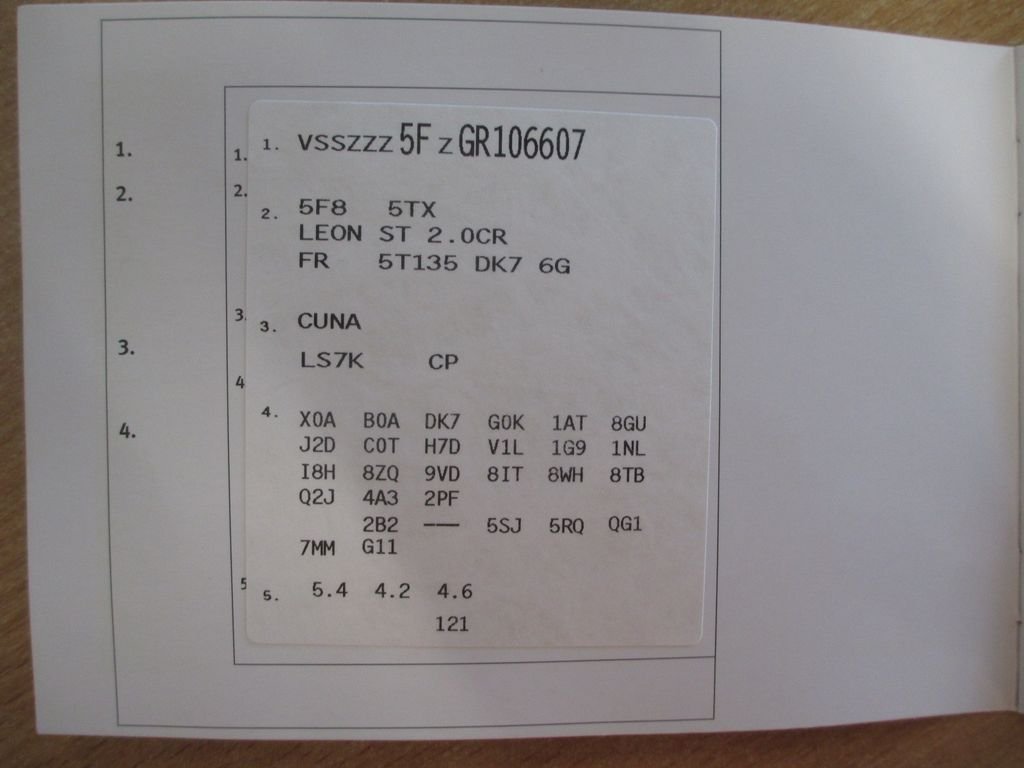 1. 1. 1. VSSZZZ 5F Z GR106607
2. 2. 2. 5F8 5TX
LEON ST 2.0CR
FR 5T135 DK7 6G
3. 3. 3. CUNA
LS7K CP
4. 4 4. X0A B0A DK7 G0K 1AT 8GU
J2D C0T H7D V1L 1G9 1NL
I8H 8ZQ 9VD 8IT 8WH 8TB
Q2J 4A3 2PF
2B2 --- 5SJ 5RQ QG1
7MM G11
5 5. 5.4 4.2 4.6
121